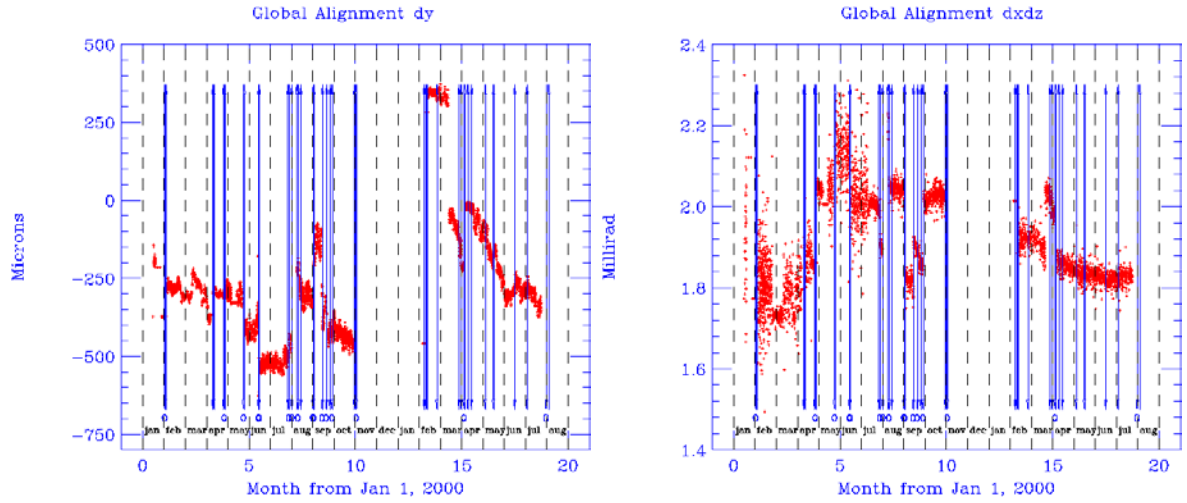 Global Alignment dy
500
250
0
−250
−500
−750
Microns
jan feb mar apr may jun jul aug sep oct nov dec jan feb mar apr may jun jul aug
0 5 10 15 20
Month from Jan 1, 2000
Global Alignment dxdz
2.4
2.2
2.0
1.8
1.6
1.4
Millirad
jan feb mar apr may jun jul aug sep oct nov dec jan feb mar apr may jun jul aug
0 5 10 15 20
Month from Jan 1, 2000